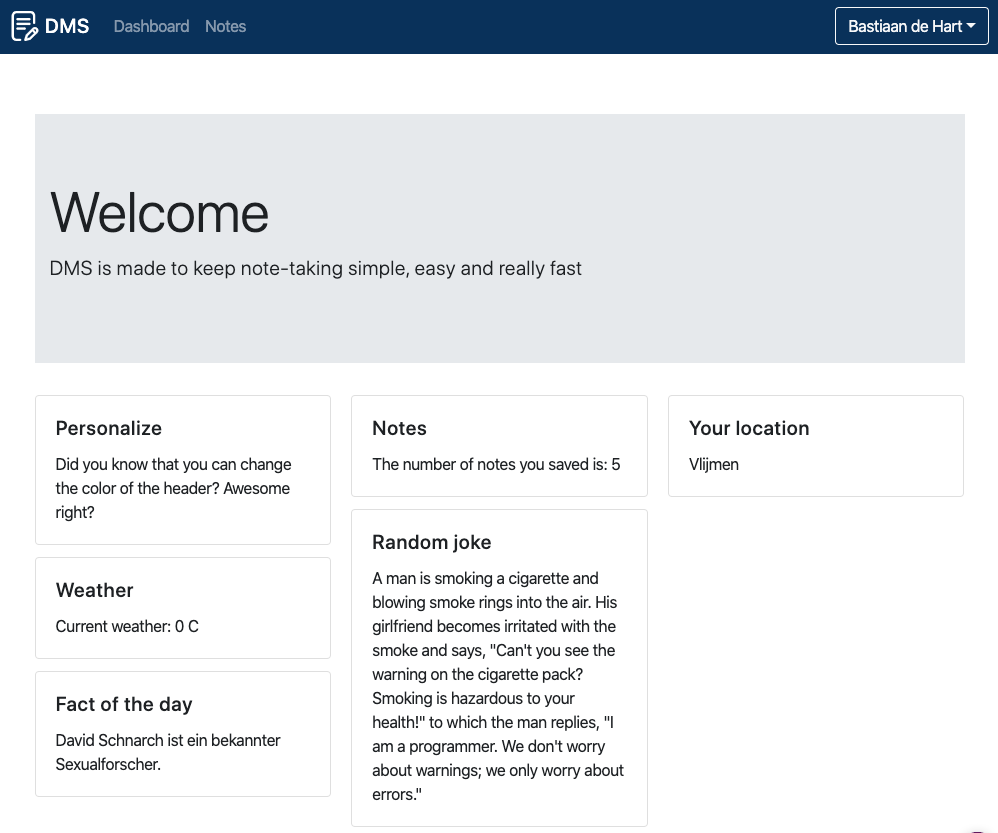 DMS Dashboard Notes Bastiaan de Hart
Welcome
DMS is made to keep note-taking simple, easy and really fast
Personalize
Did you know that you can change
the color of the header? Awesome
right?
Weather
Current weather: 0 C
Fact of the day
David Schnarch ist ein bekannter
Sexualforscher.
Notes
The number of notes you saved is: 5
Random joke
A man is smoking a cigarette and
blowing smoke rings into the air. His
girlfriend becomes irritated with the
smoke and says, "Can't you see the
warning on the cigarette pack?
Smoking is hazardous to your
health!" to which the man replies, "I
am a programmer. We don't worry
about warnings; we only worry about
errors."
Your location
Vlijmen